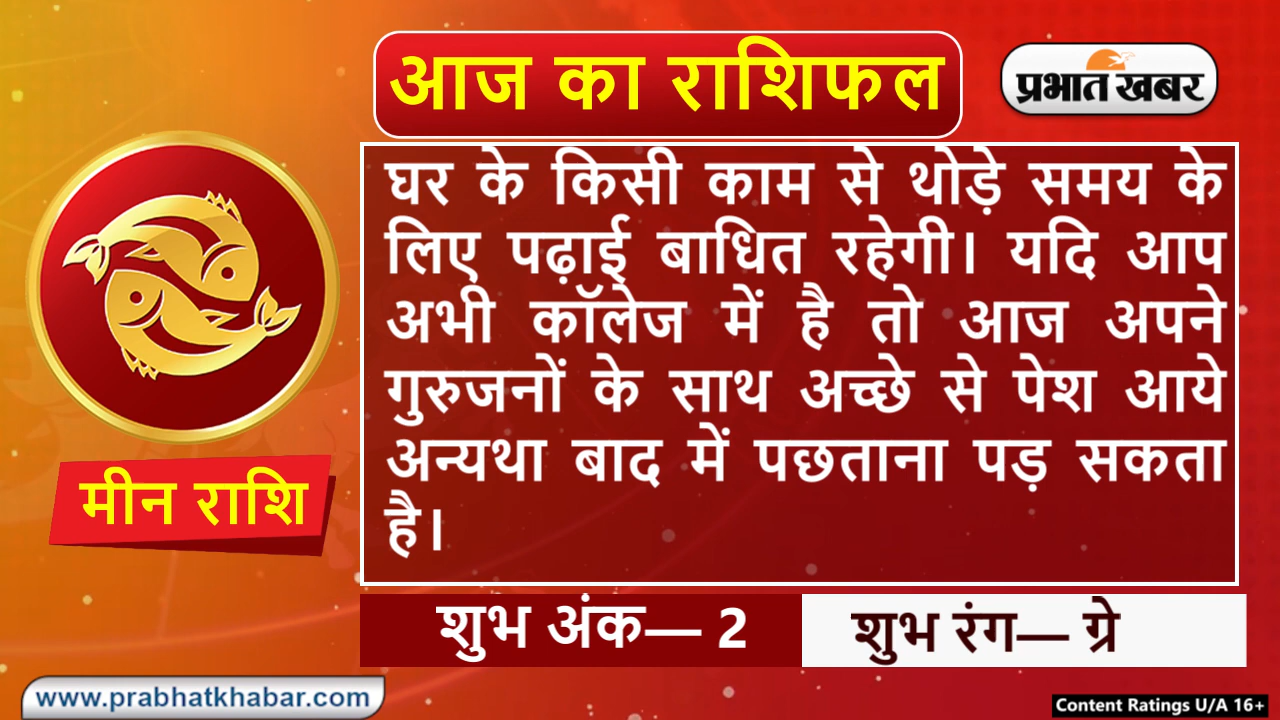 आज का राशिफल
प्रभात खबर
घर के किसी काम से थोड़े समय के
लिए पढ़ाई बाधित रहेगी। यदि आप
अभी कॉलेज में है तो आज अपने
गुरुजनों के साथ अच्छे से पेश आये
अन्यथा बाद में पछताना पड़ सकता
है।
मीन राशि
शुभ अंक— 2
शुभ रंग— ग्रे
www.prabhatkhabar.com
Content Ratings U/A 16+